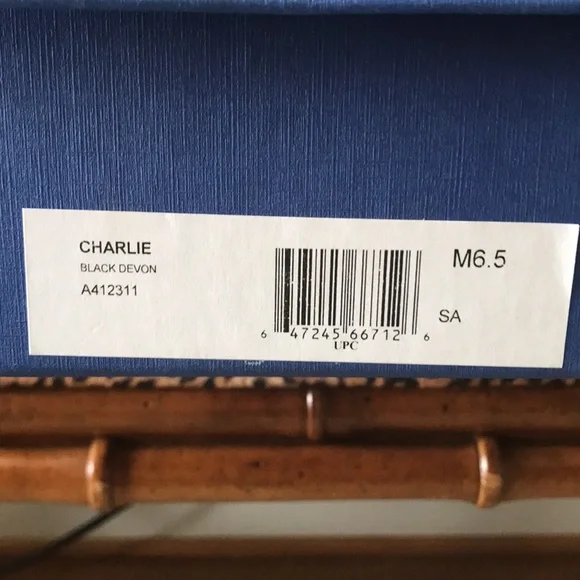 CHARLIE
BLACK DEVON
A412311
6 47245 66712 6
UPC
M6.5
SA